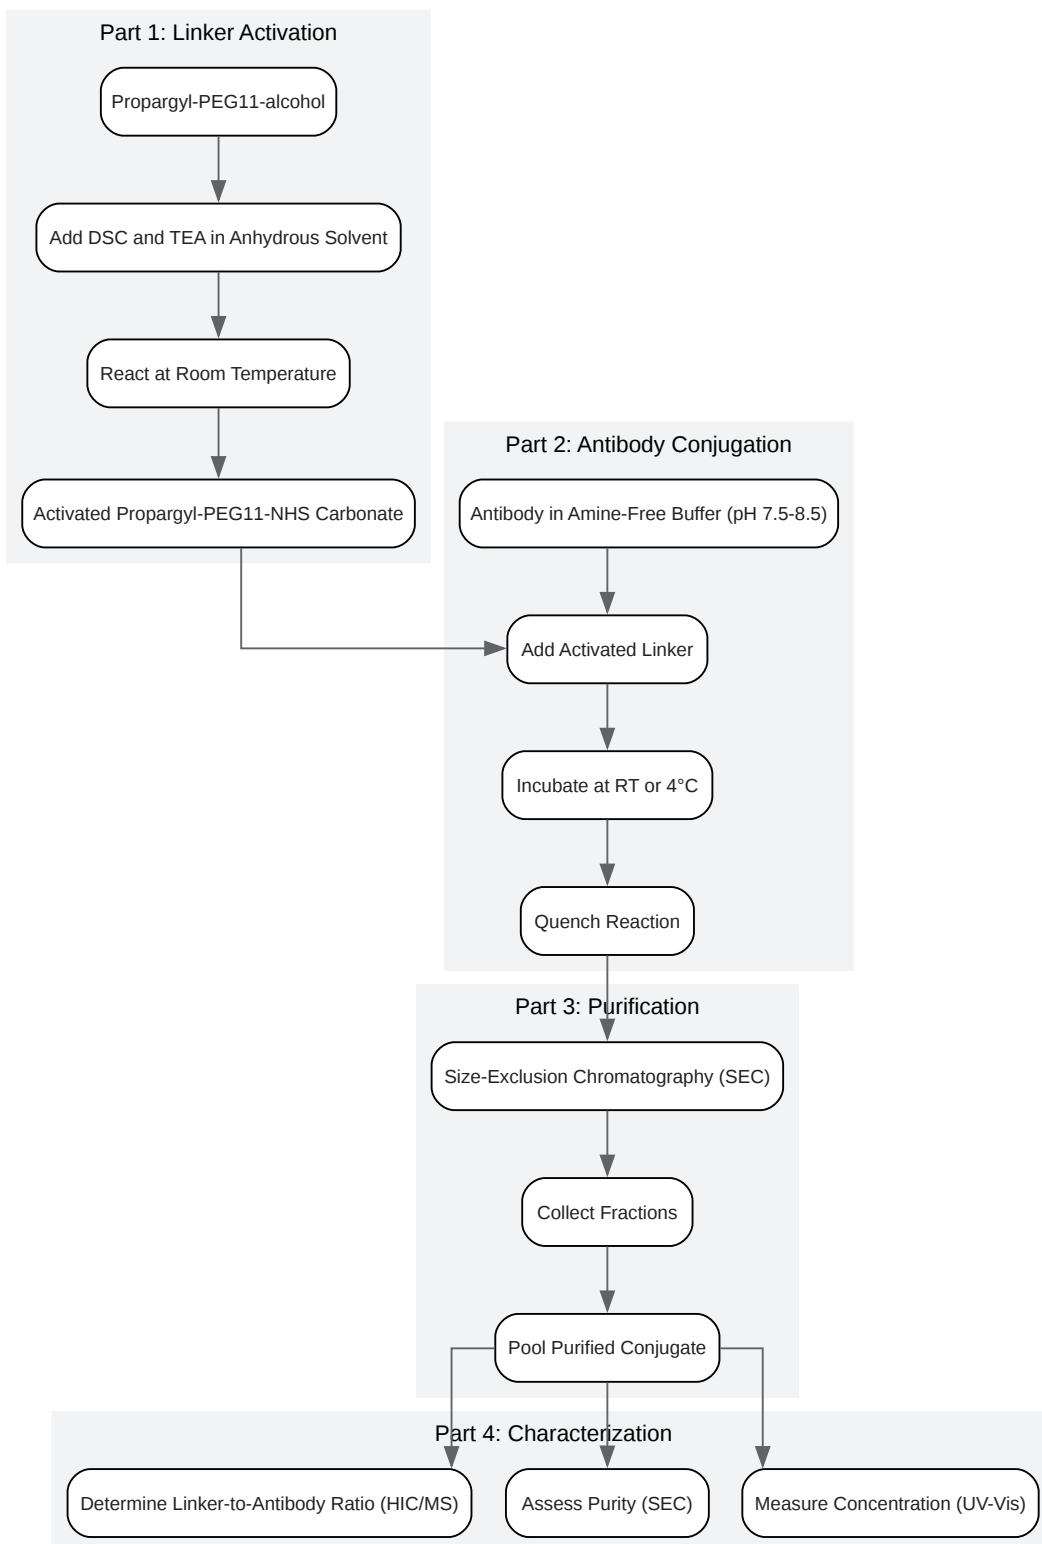 Part 1: Linker Activation
Propargyl-PEG11-alcohol
Add DSC and TEA in Anhydrous Solvent
React at Room Temperature
Activated Propargyl-PEG11-NHS Carbonate
Part 2: Antibody Conjugation
Antibody in Amine-Free Buffer (pH 7.5-8.5)
Add Activated Linker
Incubate at RT or 4°C
Quench Reaction
Part 3: Purification
Size-Exclusion Chromatography (SEC)
Collect Fractions
Pool Purified Conjugate
Part 4: Characterization
Determine Linker-to-Antibody Ratio (HIC/MS)
Assess Purity (SEC)
Measure Concentration (UV-Vis)